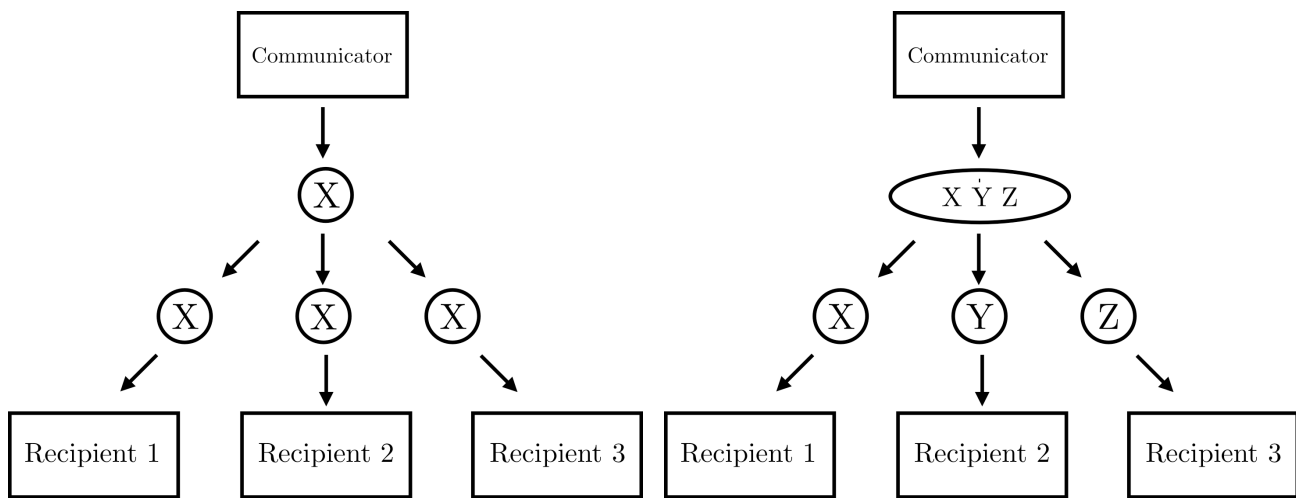 Communicator
X
X X X
Recipient 1 Recipient 2 Recipient 3
Communicator
X Y Z
X Y Z
Recipient 1 Recipient 2 Recipient 3